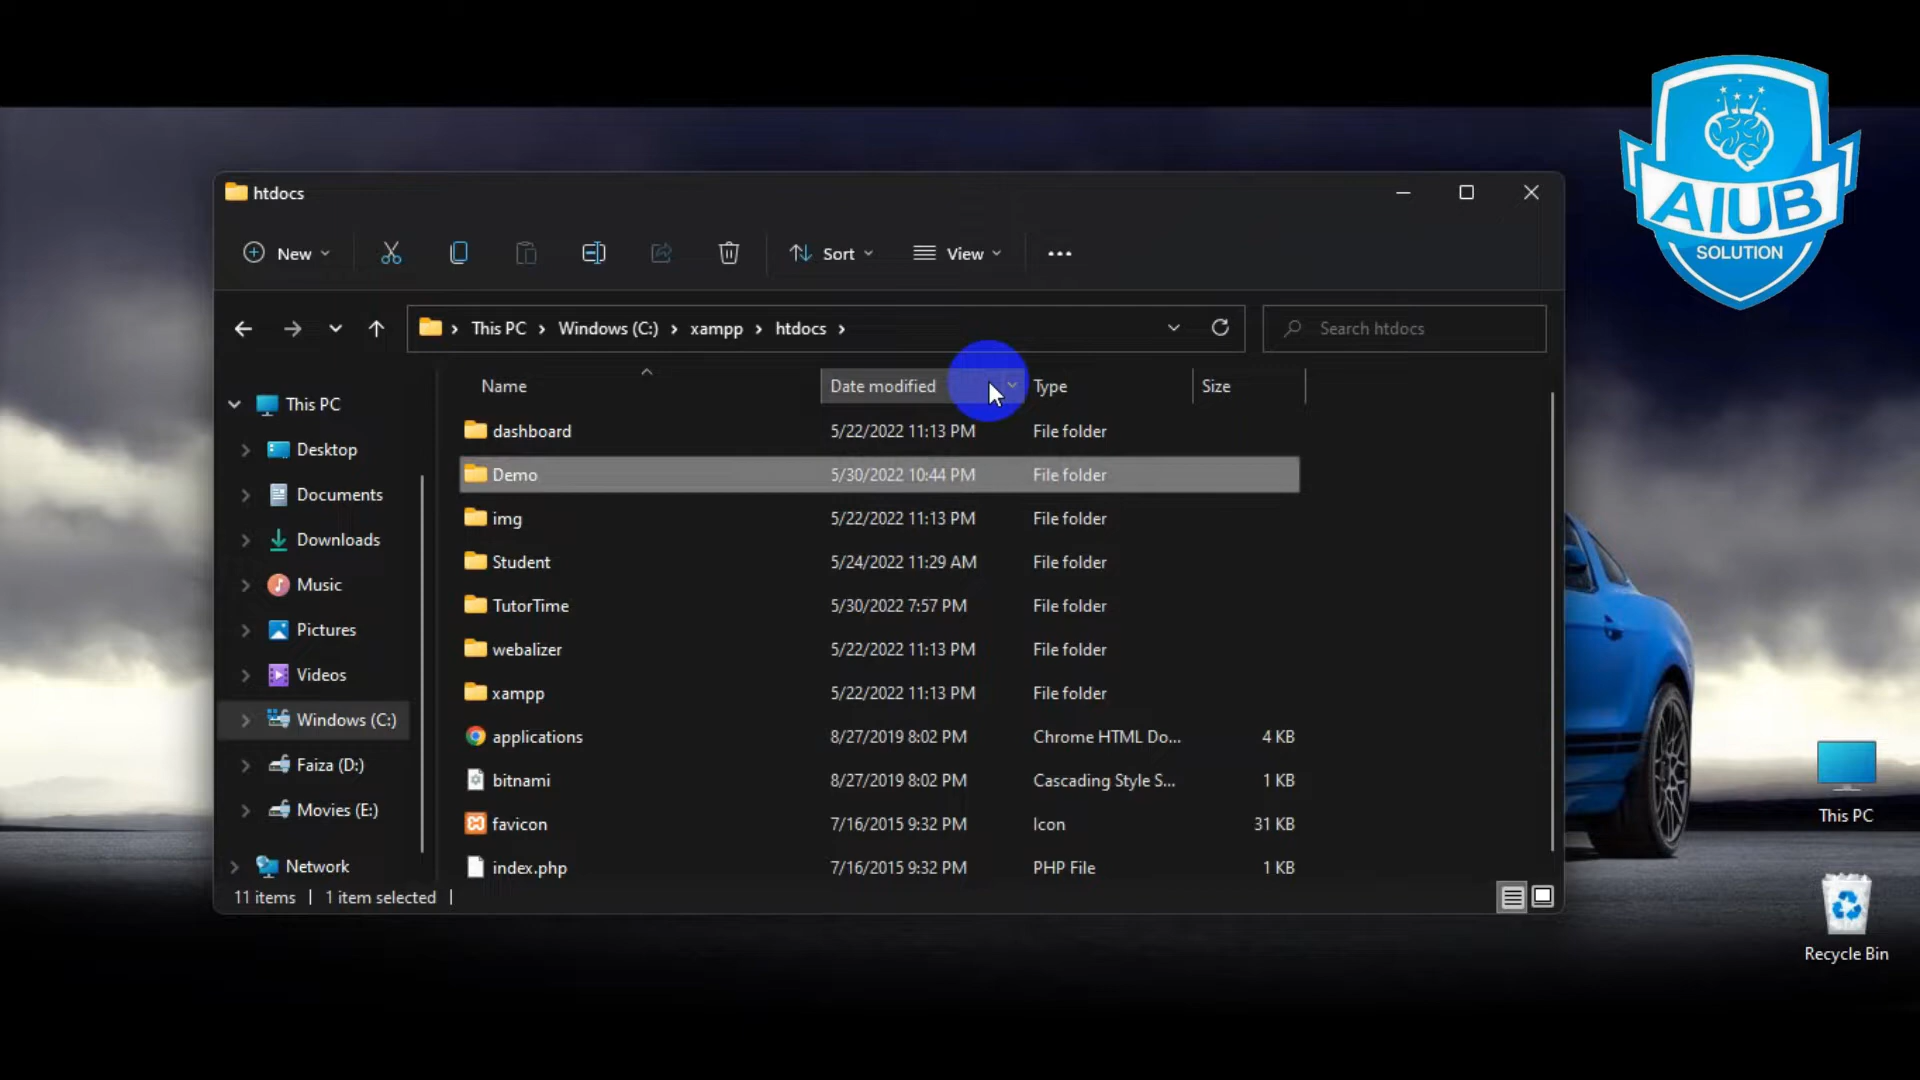 AIUB
SOLUTION
htdocs
New
Sort
View
This PC
Windows (C:)
xampp
htdocs
Search htdocs
Name
Date modified
Type
Size
This PC
Desktop
Documents
Downloads
Music
Pictures
Videos
Windows (C:)
Faiza (D:)
Movies (E:)
Network
dashboard 5/22/2022 11:13 PM File folder
Demo 5/30/2022 10:44 PM File folder
img 5/22/2022 11:13 PM File folder
Student 5/24/2022 11:29 AM File folder
TutorTime 5/30/2022 7:57 PM File folder
webalizer 5/22/2022 11:13 PM File folder
xampp 5/22/2022 11:13 PM File folder
applications 8/27/2019 8:02 PM Chrome HTML Do... 4 KB
bitnami 8/27/2019 8:02 PM Cascading Style S... 1 KB
favicon 7/16/2015 9:32 PM Icon 31 KB
index.php 7/16/2015 9:32 PM PHP File 1 KB
11 items
1 item selected
This PC
Recycle Bin